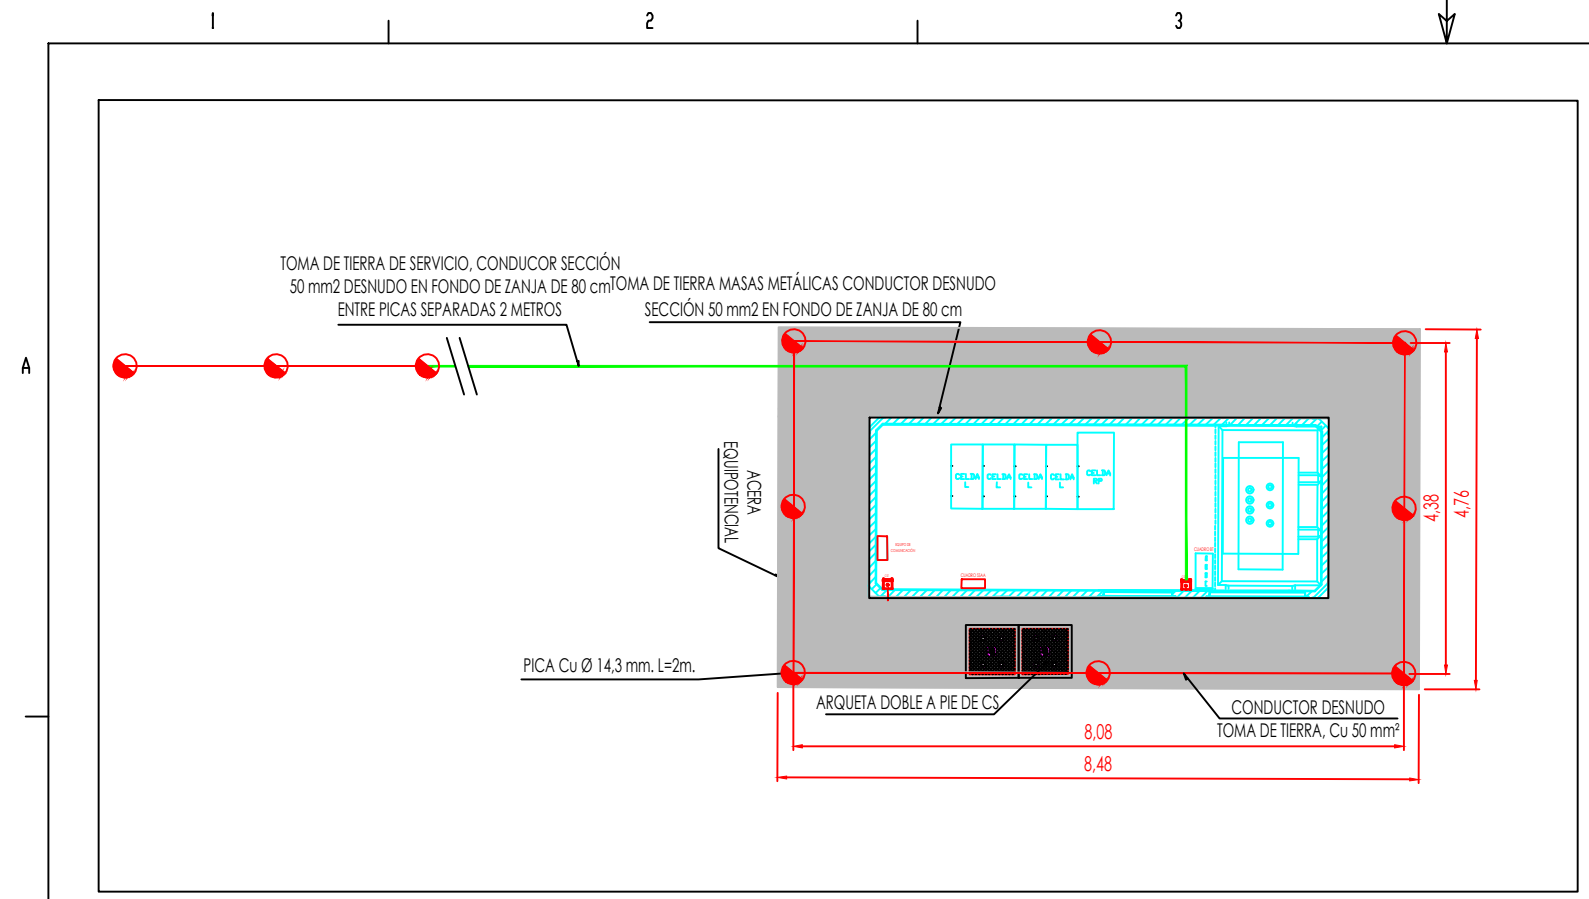 1
2
3
A
TOMA DE TIERRA DE SERVICIO, CONDUCOR SECCIÓN
50 mm2 DESNUDO EN FONDO DE ZANJA DE 80 cm
ENTRE PICAS SEPARADAS 2 METROS
TOMA DE TIERRA MASAS METÁLICAS CONDUCTOR DESNUDO
SECCIÓN 50 mm2 EN FONDO DE ZANJA DE 80 cm
ACERA
EQUIPOTENCIAL
CELDA
L
CELDA
L
CELDA
L
CELDA
L
CELDA
RP
EQUIPO DE
COMUNICACIÓN
4,38
4,76
PICA Cu Ø 14,3 mm. L=2m.
ARQUETA DOBLE A PIE DE CS
CONDUCTOR DESNUDO
TOMA DE TIERRA, Cu 50 mm²
8,08
8,48